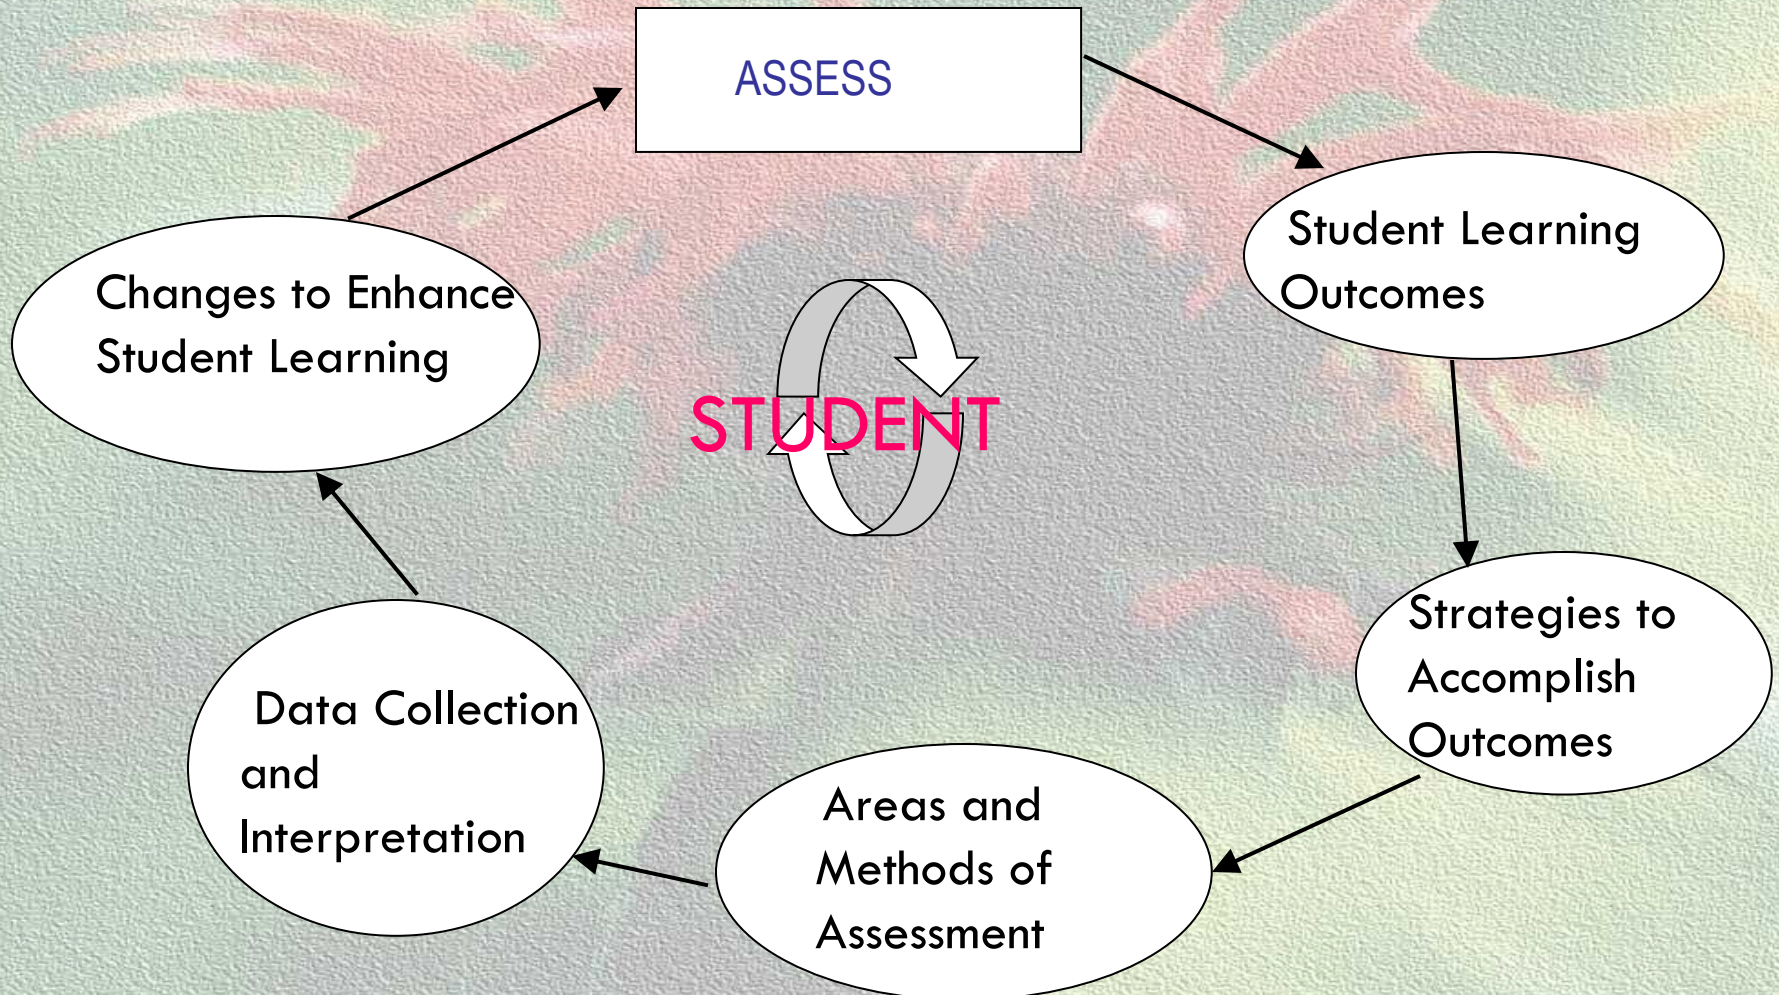 ASSESS
Student Learning
Outcomes
Strategies to
Accomplish
Outcomes
Areas and
Methods of
Assessment
Data Collection
and
Interpretation
Changes to Enhance
Student Learning
STUDENT